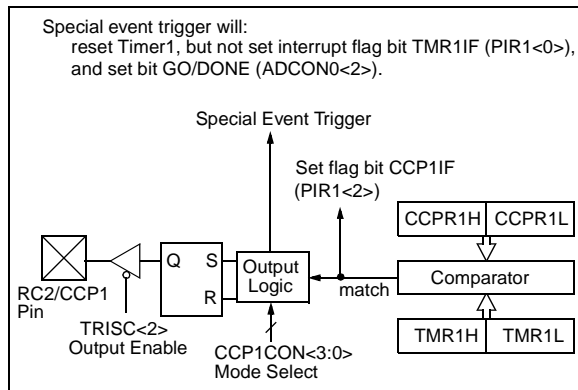 Special event trigger will:
reset Timer1, but not set interrupt flag bit TMR1IF (PIR1<0>),
and set bit GO/DONE (ADCON0<2>).
Special Event Trigger
Set flag bit CCP1IF
(PIR1<2>)
CCPR1H CCPR1L
Q S Output
R Logic
match
Comparator
RC2/CCP1
Pin
TRISC<2>
Output Enable
CCP1CON<3:0>
Mode Select
TMR1H TMR1L